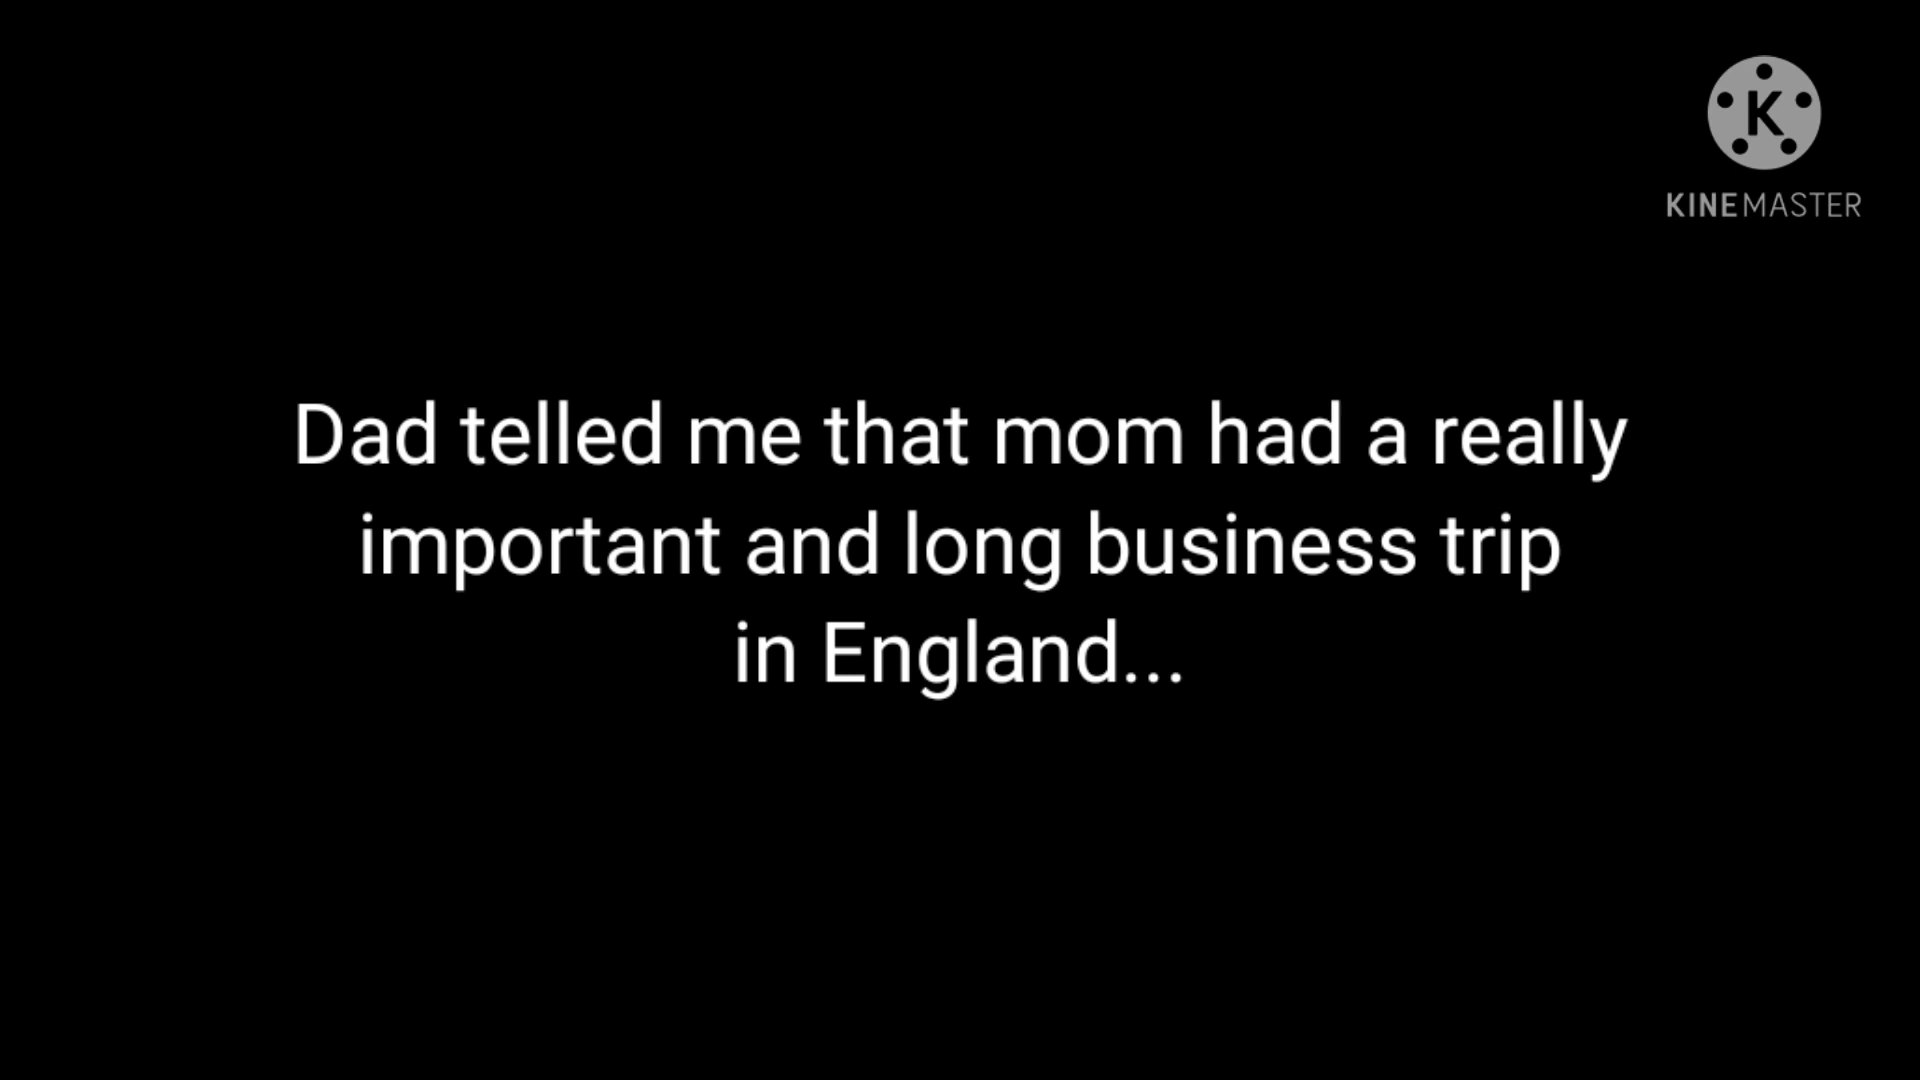 K
KINEMASTER
Dad telled me that mom had a really
important and long business trip
in England...